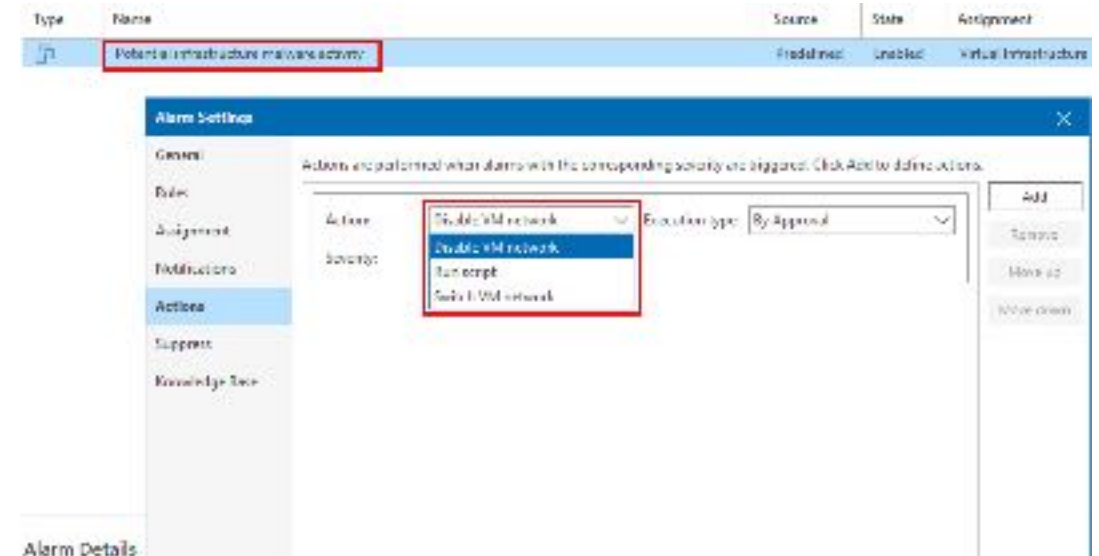 Type Name Source State Assignment
Potential infrastructure malware activity Predefined Enabled Virtual Infrastructure
Alarm Settings
General
Actions are performed when alarms with the corresponding severity are triggered. Click Add to define actions.
Rules
Add
Action: Disable VM network Execution type: By Approval
Assignment
Remove
Disable VM network
Severity:
Notifications
Run script
Move up
Switch VM network
Actions
Move down
Suppress
Knowledge Base
Alarm Details